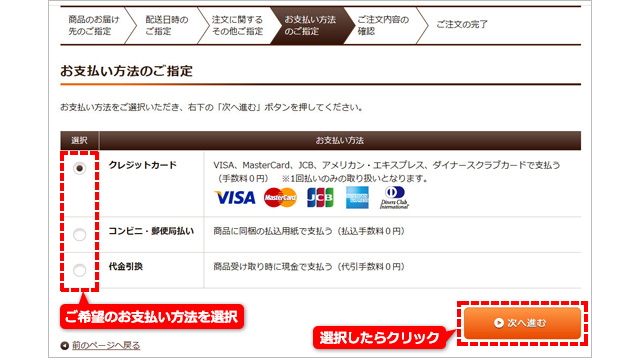 商品のお届け
先のご指定
配送日時の
ご指定
注文に関する
その他ご指定
お支払い方法
のご指定
ご注文内容の
確認
ご注文の完了
お支払い方法のご指定
お支払い方法をご選択いただき、右下の「次へ進む」ボタンを押してください。
選択 お支払い方法
クレジットカード VISA、MasterCard、JCB、アメリカン・エキスプレス、ダイナースクラブカードで支払う
（手数料０円） ※1回払いのみの取り扱いとなります。
VISA MasterCard JCB AMERICAN EXPRESS Diners Club International
コンビニ・郵便局払い 商品に同梱の払込用紙で支払う（払込手数料０円）
代金引換 商品受け取り時に現金で支払う（代引手数料０円）
ご希望のお支払い方法を選択
選択したらクリック
次へ進む
前のページへ戻る